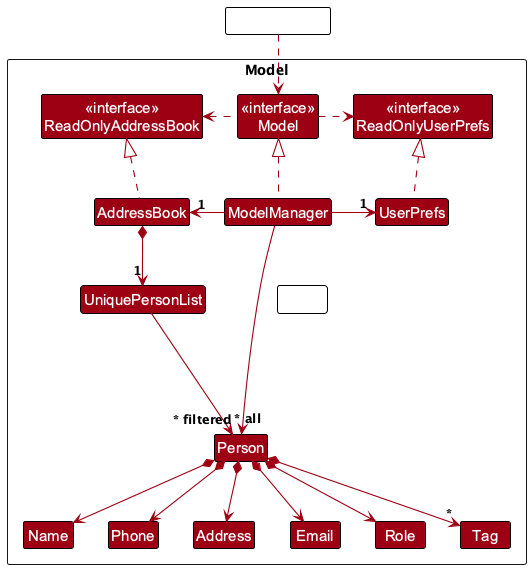 Model
«interface»
ReadOnlyAddressBook
«interface»
Model
«interface»
ReadOnlyUserPrefs
AddressBook
1
ModelManager
1
UserPrefs
1
UniquePersonList
* filtered
* all
Person
Name
Phone
Address
Email
Role
*
Tag